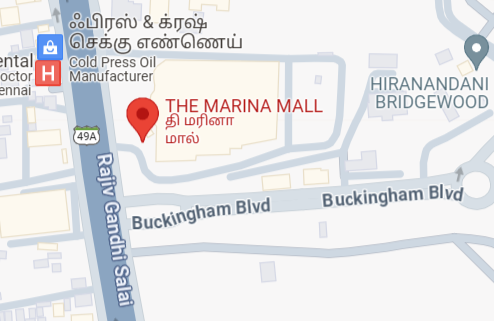 ஃபிரஸ் & க்ரஷ்
செக்கு எண்ணெய்
Cold Press Oil
Manufacturer
ental
octor
ennai
H
THE MARINA MALL
தி மரினா
மால்
HIRANANDANI
BRIDGEWOOD
49A
Rajiv Gandhi Salai
Buckingham Blvd
Buckingham Blvd